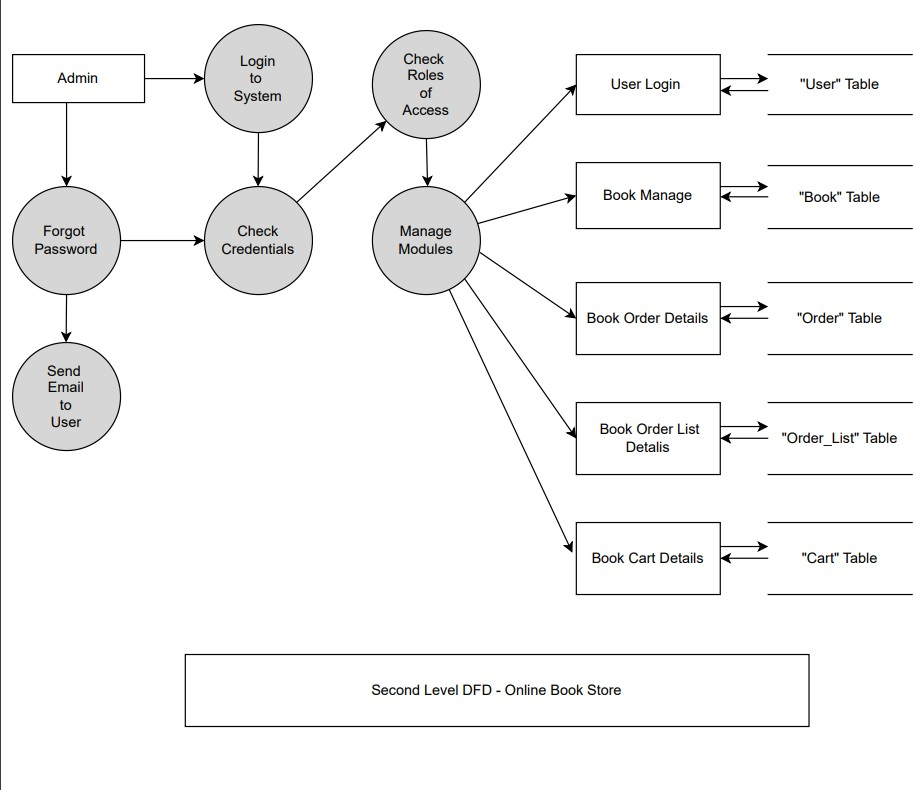 Admin
Login
to
System
Check
Roles
of
Access
User Login
"User" Table
Book Manage
"Book" Table
Forgot
Password
Check
Credentials
Manage
Modules
Book Order Details
"Order" Table
Send
Email
to
User
Book Order List
Detalis
"Order_List" Table
Book Cart Details
"Cart" Table
Second Level DFD - Online Book Store